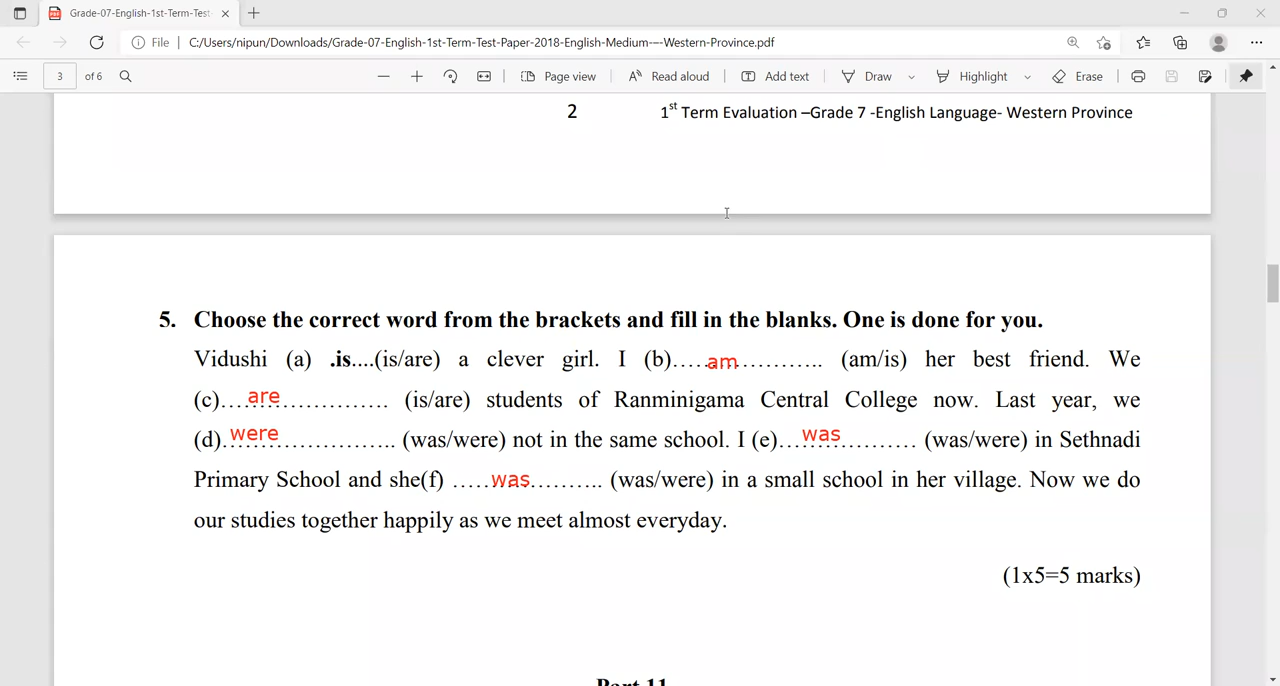 Grade-07-English-1st-Term-Test
File C:/Users/nipun/Downloads/Grade-07-English-1st-Term-Test-Paper-2018-English-Medium-–-Western-Province.pdf
3 of 6 Page view Read aloud Add text Draw Highlight Erase
2 1st Term Evaluation –Grade 7 -English Language- Western Province
5. Choose the correct word from the brackets and fill in the blanks. One is done for you.
Vidushi (a) .is....(is/are) a clever girl. I (b)…..am………….. (am/is) her best friend. We
(c)…are………………. (is/are) students of Ranminigama Central College now. Last year, we
(d).were……………….. (was/were) not in the same school. I (e)…was…………… (was/were) in Sethnadi
Primary School and she(f) …..was……….. (was/were) in a small school in her village. Now we do
our studies together happily as we meet almost everyday.
(1x5=5 marks)
Part 11